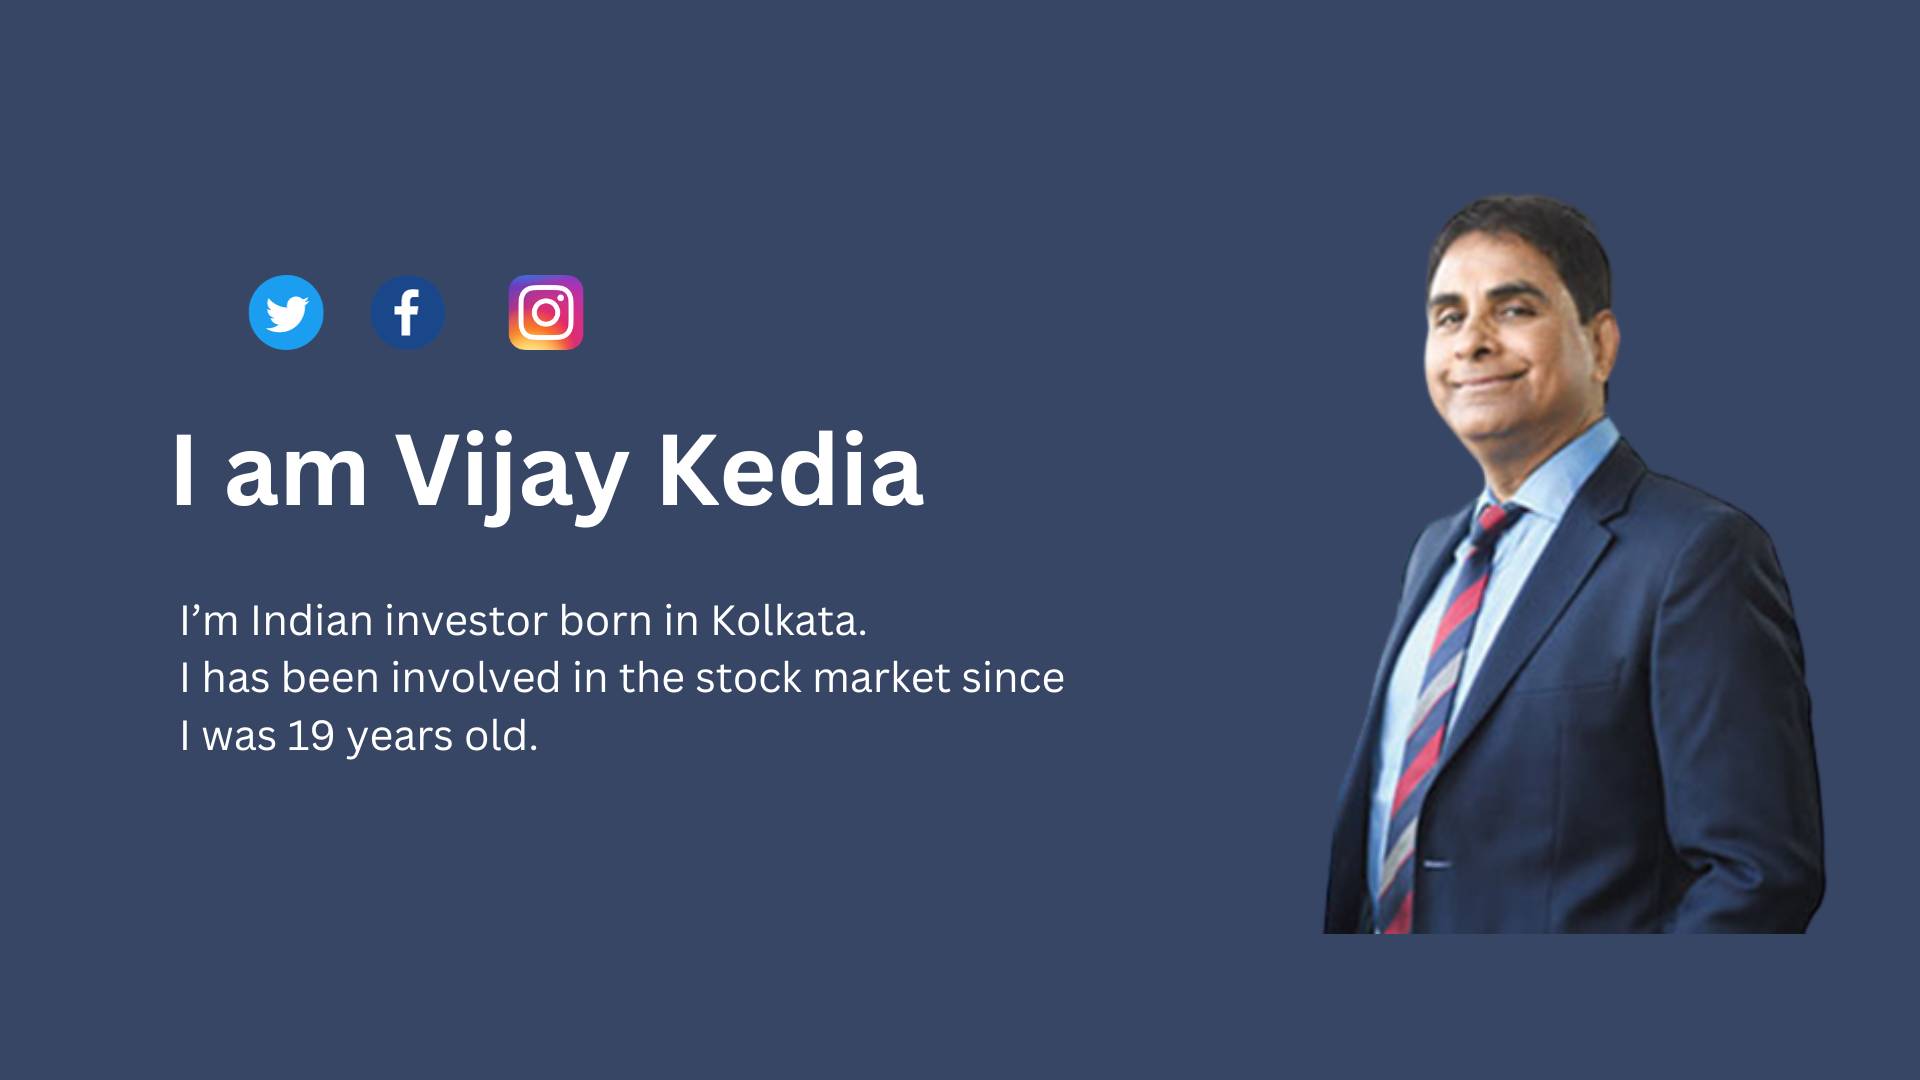 I am Vijay Kedia
I’m Indian investor born in Kolkata.
I has been involved in the stock market since
I was 19 years old.